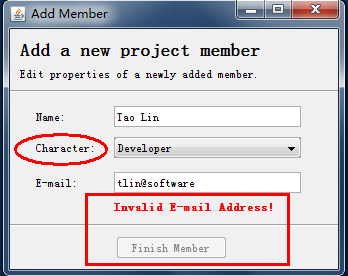 Add Member
Add a new project member
Edit properties of a newly added member.
Name: Tao Lin
Character: Developer
E-mail: tlin@software
Invalid E-mail Address!
Finish Member